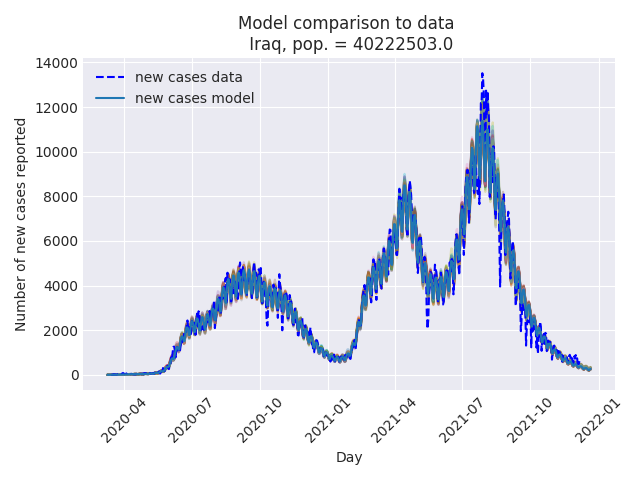 Model comparison to data
Iraq, pop. = 40222503.0
new cases data
new cases model
Number of new cases reported
14000
12000
10000
8000
6000
4000
2000
0
2020-04
2020-07
2020-10
2021-01
2021-04
2021-07
2021-10
2022-01
Day